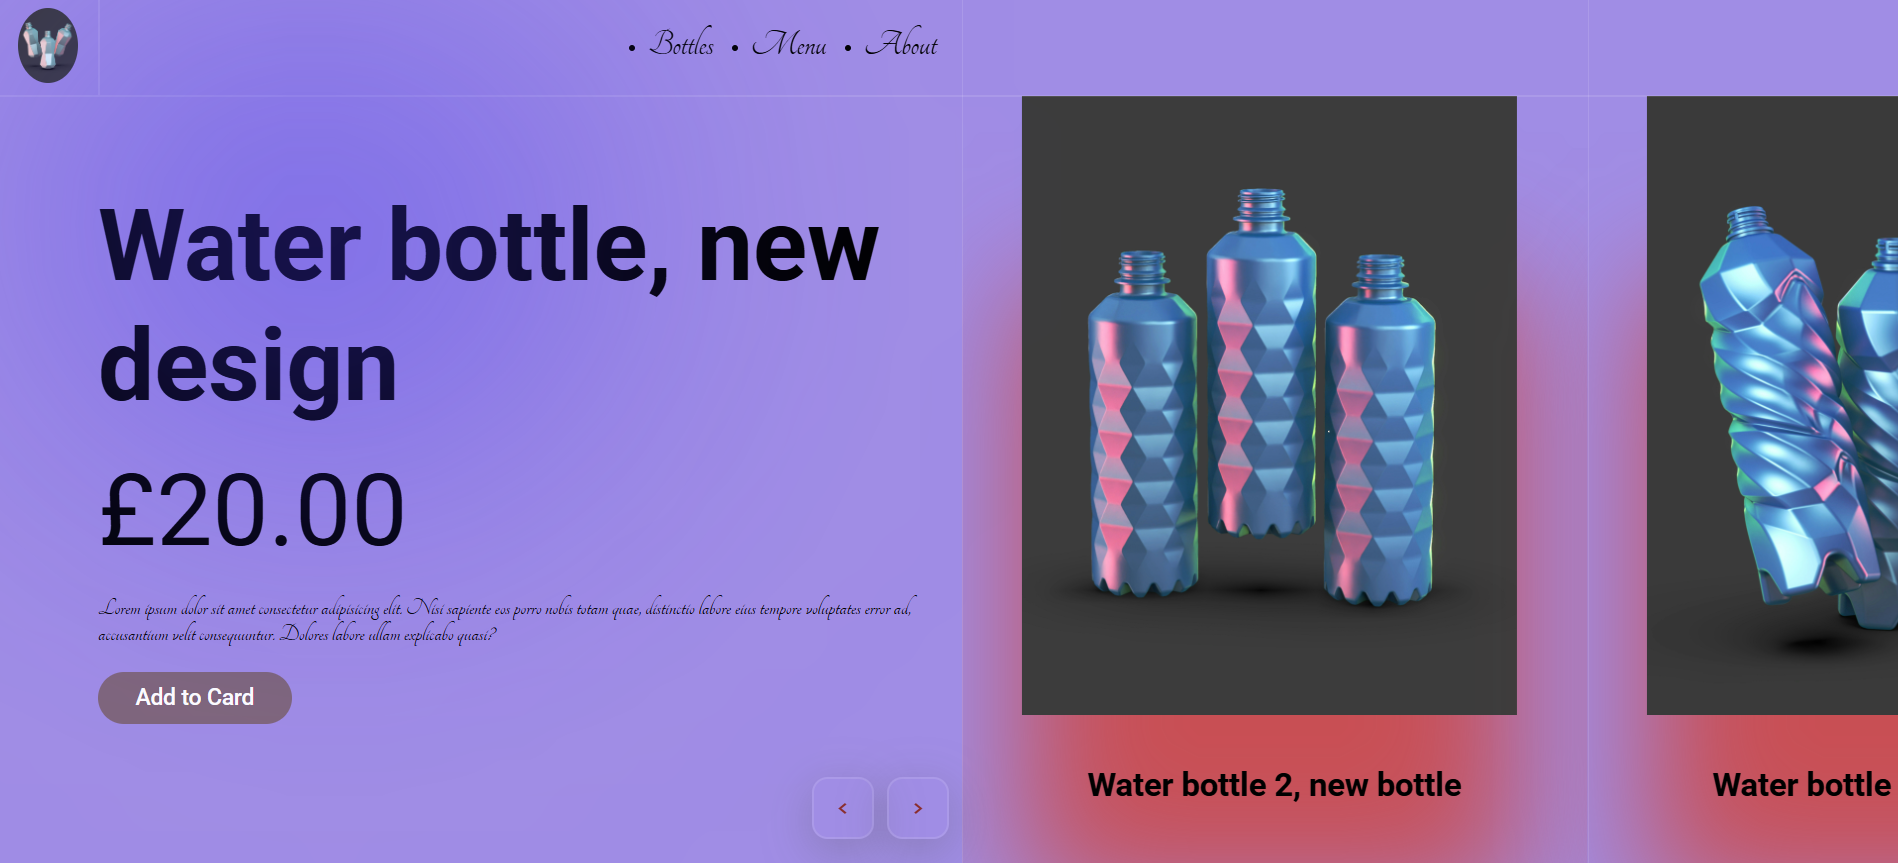 Bottles
Menu
About
Water bottle, new
design
£20.00
Lorem ipsum dolor sit amet consectetur adipisicing elit. Nisi sapiente eos porro nobis totam quae, distinctio labore eius tempore voluptates error ad,
accusantium velit consequuntur. Dolores labore ullam explicabo quasi?
Add to Card
< >
Water bottle 2, new bottle
Water bottle